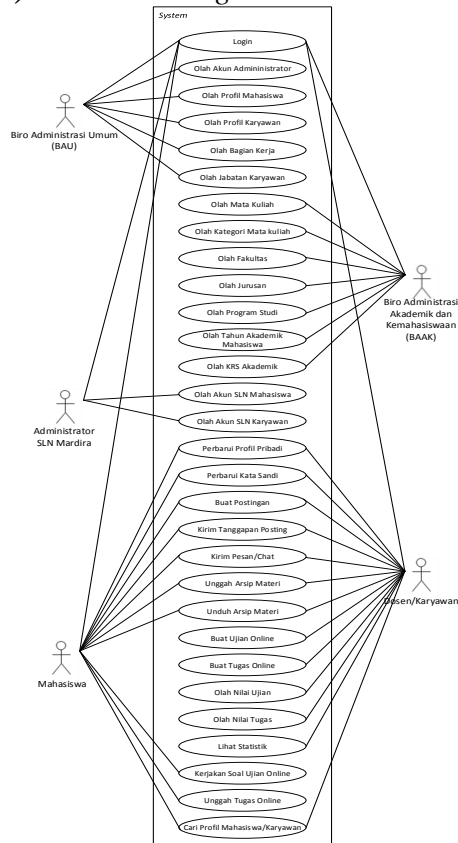 System
Login
Olah Akun Admininistrator
Olah Profil Mahasiswa
Olah Profil Karyawan
Biro Administrasi Umum
(BAU)
Olah Bagian Kerja
Olah Jabatan Karyawan
Olah Mata Kuliah
Olah Kategori Mata kuliah
Olah Fakultas
Olah Jurusan
Biro Administrasi
Akademik dan
Kemahasiswaan
(BAAK)
Olah Program Studi
Olah Tahun Akademik
Mahasiswa
Olah KRS Akademik
Olah Akun SLN Mahasiswa
Olah Akun SLN Karyawan
Administrator
SLN Mardira
Perbarui Profil Pribadi
Perbarui Kata Sandi
Buat Postingan
Kirim Tanggapan Posting
Kirim Pesan/Chat
Unggah Arsip Materi
Dosen/Karyawan
Unduh Arsip Materi
Buat Ujian Online
Buat Tugas Online
Mahasiswa
Olah Nilai Ujian
Olah Nilai Tugas
Lihat Statistik
Kerjakan Soal Ujian Online
Unggah Tugas Online
Cari Profil Mahasiswa/Karyawan